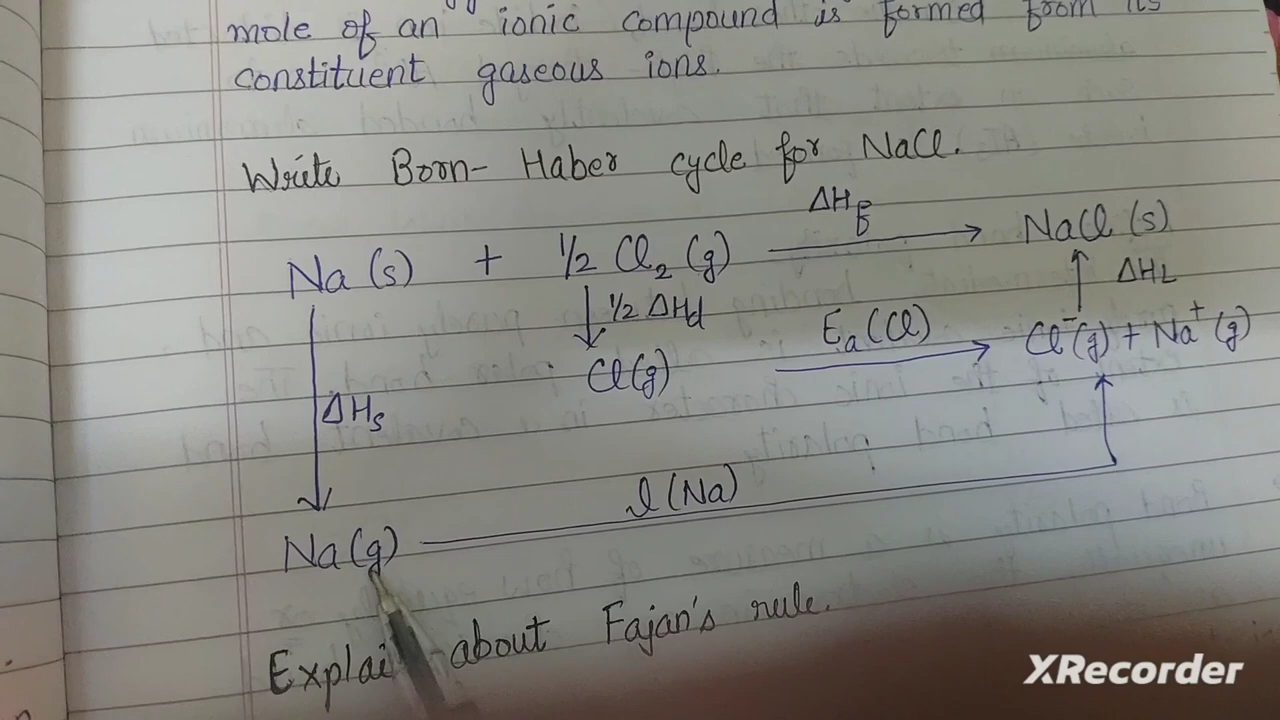 mole of an ionic compound is formed from its
constituent gaseous ions.
Write Born- Haber cycle for NaCl.
ΔHf
Na (s) + 1/2 Cl2 (g) → NaCl (s)
1/2 ΔHd ΔHL
Ea (Cl)
Cl (g) → Cl⁻(g) + Na⁺(g)
ΔHs
I (Na)
Na (g)
Explai about Fajan's rule.
XRecorder